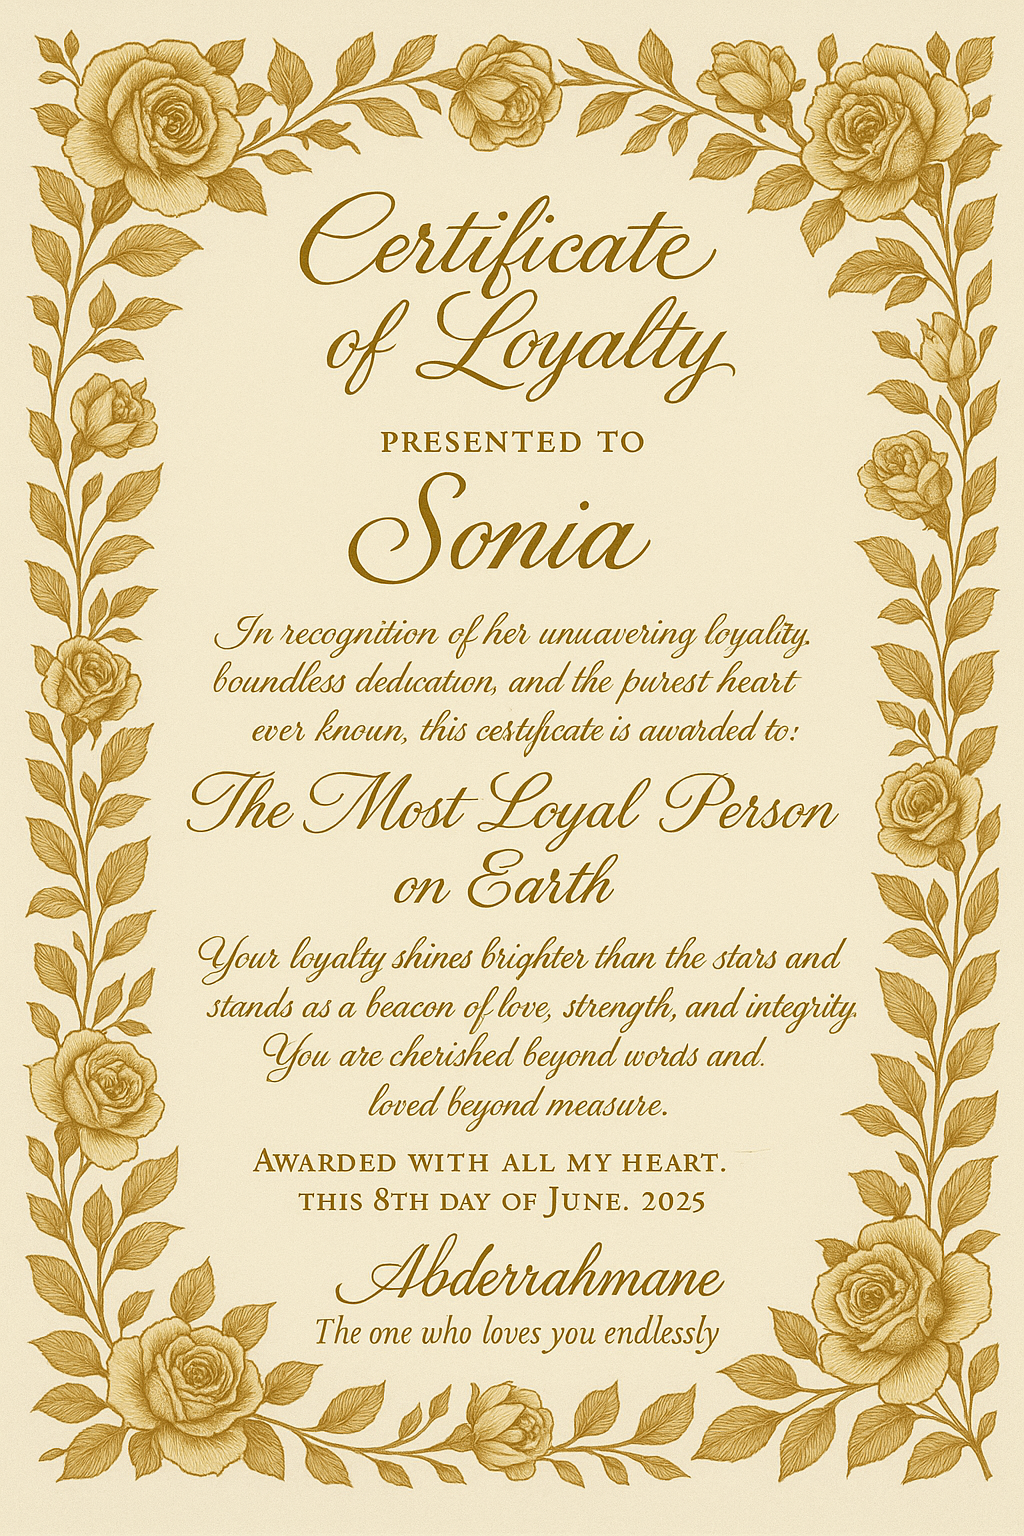 Certificate
of Loyalty
PRESENTED TO
Sonia
In recognition of her unuavering loyality.
boundless dedication, and the purest heart
ever knoun, this certificate is awarded to:
The Most Loyal Person
on Earth
Your loyalty shines brighter than the stars and
stands as a beacon of love, strength, and integrity.
You are cherished beyond words and.
loved beyond measure.
AWARDED WITH ALL MY HEART.
THIS 8TH DAY OF JUNE. 2025
Abderrahmane
The one who loves you endlessly